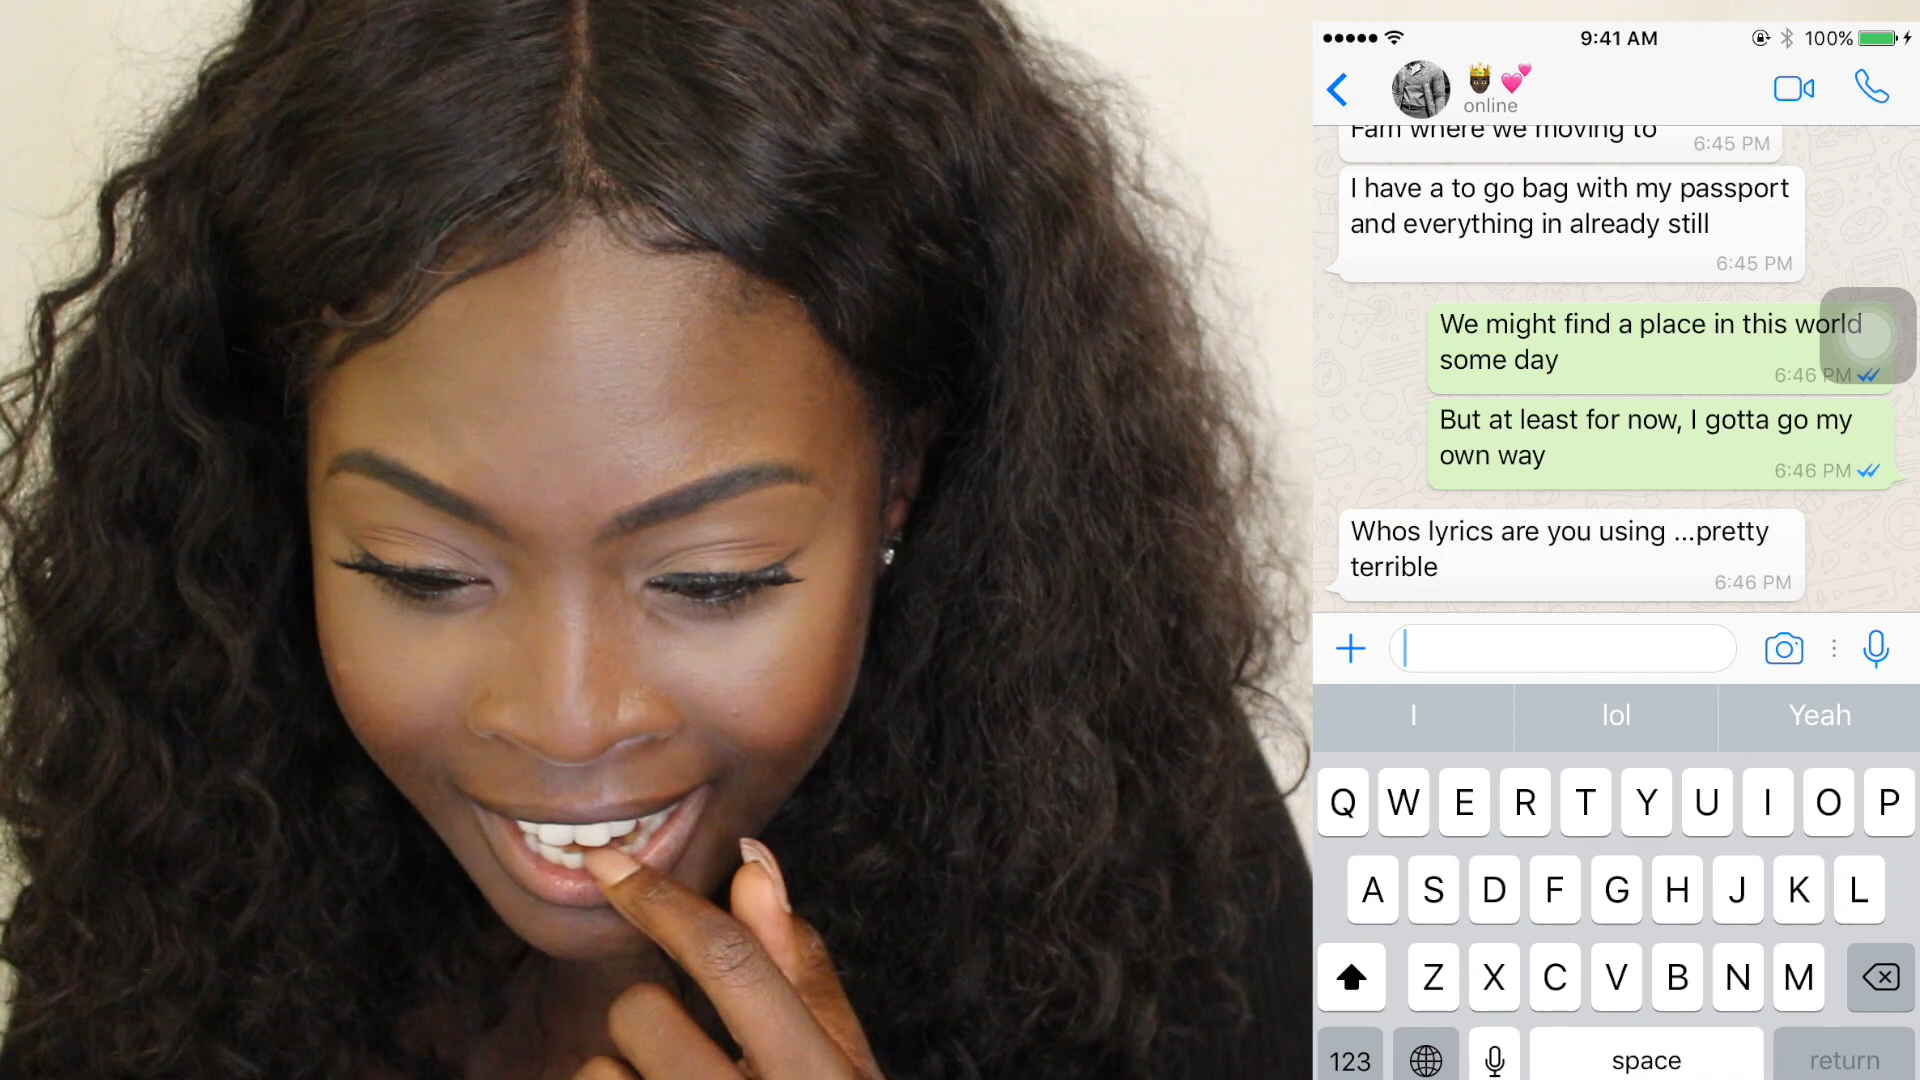 9:41 AM
100%
online
Fam where we moving to
6:45 PM
I have a to go bag with my passport
and everything in already still
6:45 PM
We might find a place in this world
some day
6:46 PM
But at least for now, I gotta go my
own way
6:46 PM
Whos lyrics are you using ...pretty
terrible
6:46 PM
I lol Yeah
Q W E R T Y U I O P
A S D F G H J K L
Z X C V B N M
123 space return